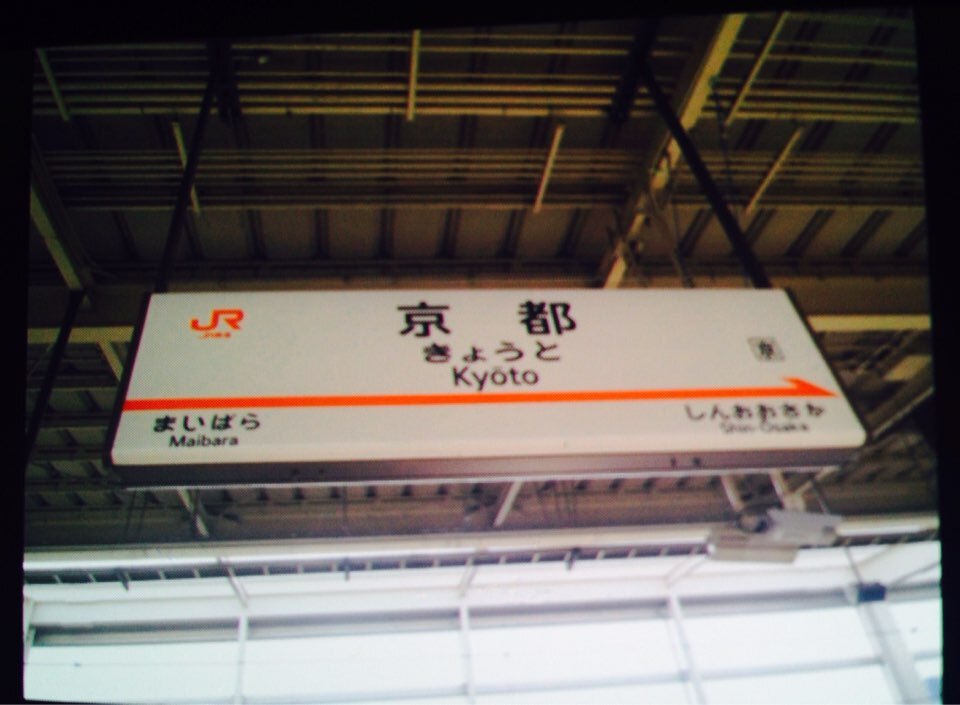 JR
京都
きょうと
Kyōto
京
まいばら
Maibara
しんおおさか
Shin-Osaka